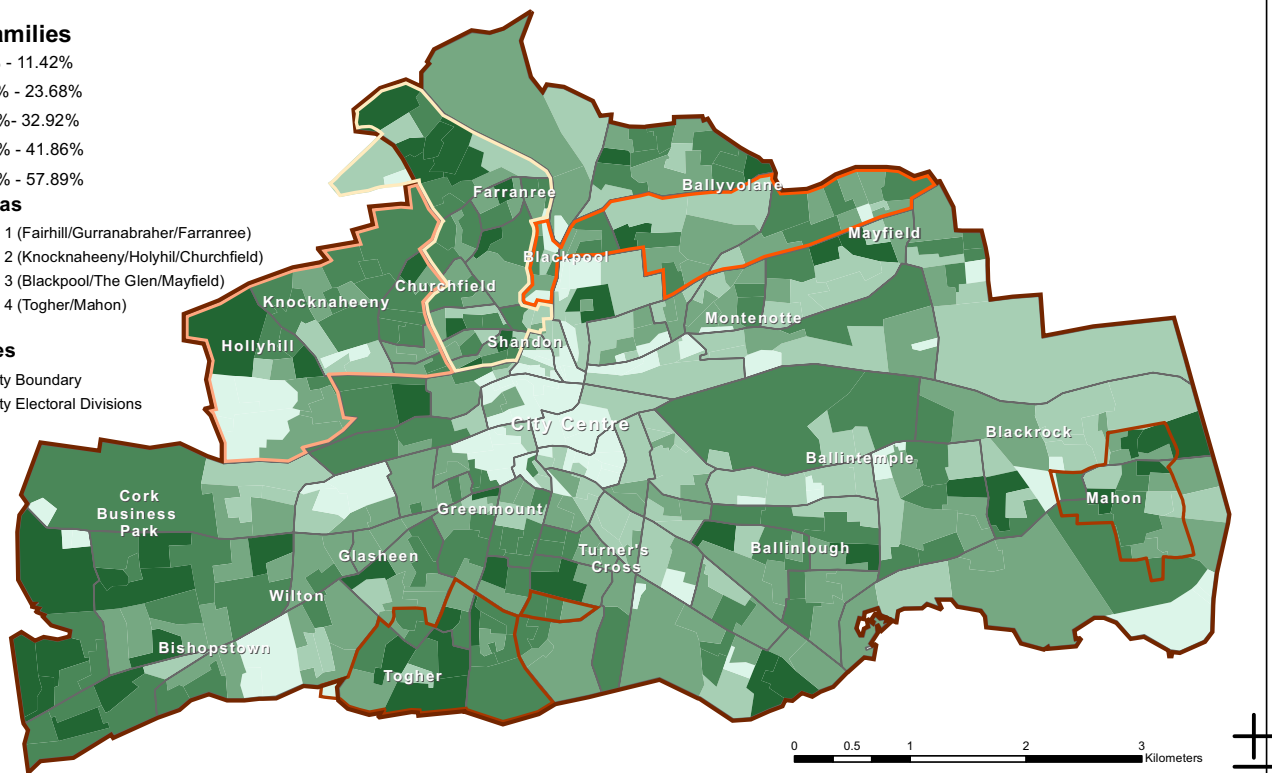 amilies
- 11.42%
% - 23.68%
%- 32.92%
% - 41.86%
% - 57.89%
as
1 (Fairhill/Gurranabraher/Farranree)
2 (Knocknaheeny/Holyhil/Churchfield)
3 (Blackpool/The Glen/Mayfield)
4 (Togher/Mahon)
es
ty Boundary
ty Electoral Divisions
Farranree
Ballyvolane
Mayfield
Blackpool
Churchfield
Knocknaheeny
Montenotte
Hollyhill
Shandon
City Centre
Blackrock
Ballintemple
Cork
Business
Park
Mahon
Greenmount
Glasheen
Turner's
Cross
Ballinlough
Wilton
Bishopstown
Togher
0 0.5 1 2 3
Kilometers